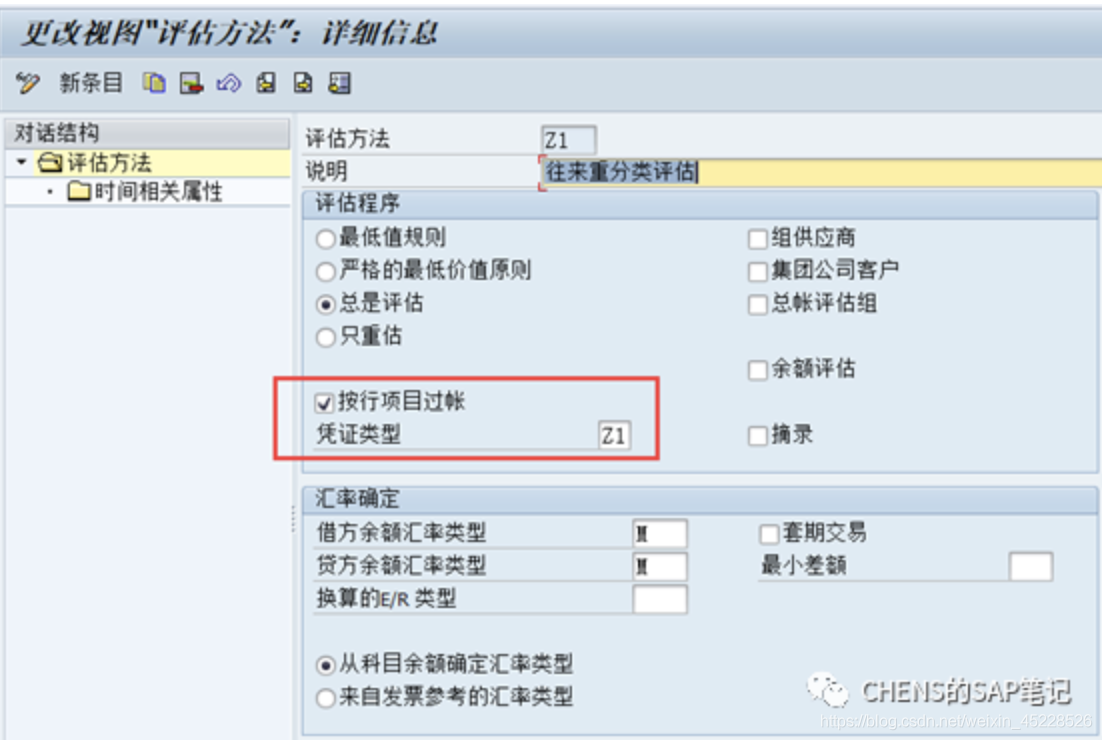 更改视图“评估方法”：详细信息
新条目
对话结构
评估方法
时间相关属性
评估方法 Z1
说明 往来重分类评估
评估程序
最低值规则 组供应商
严格的最低价值原则 集团公司客户
总是评估 总帐评估组
只重估
余额评估
按行项目过帐
凭证类型 Z1 摘录
汇率确定
借方余额汇率类型 M 套期交易
贷方余额汇率类型 M 最小差额
换算的E/R 类型
从科目余额确定汇率类型
来自发票参考的汇率类型
CHENS的SAP笔记
https://blog.csdn.net/weixin_45228526